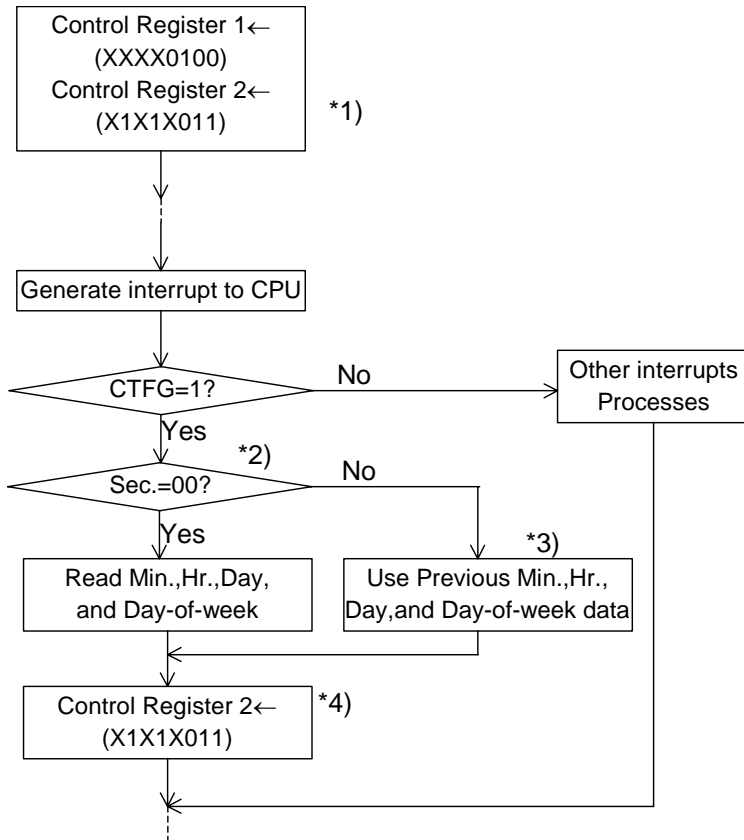 Control Register 1←
(XXXX0100)
Control Register 2←
(X1X1X011)
*1)
Generate interrupt to CPU
CTFG=1?
No
Other interrupts
Processes
Yes
*2)
Sec.=00?
No
Yes
*3)
Read Min.,Hr.,Day,
and Day-of-week
Use Previous Min.,Hr.,
Day,and Day-of-week data
Control Register 2←
(X1X1X011)
*4)